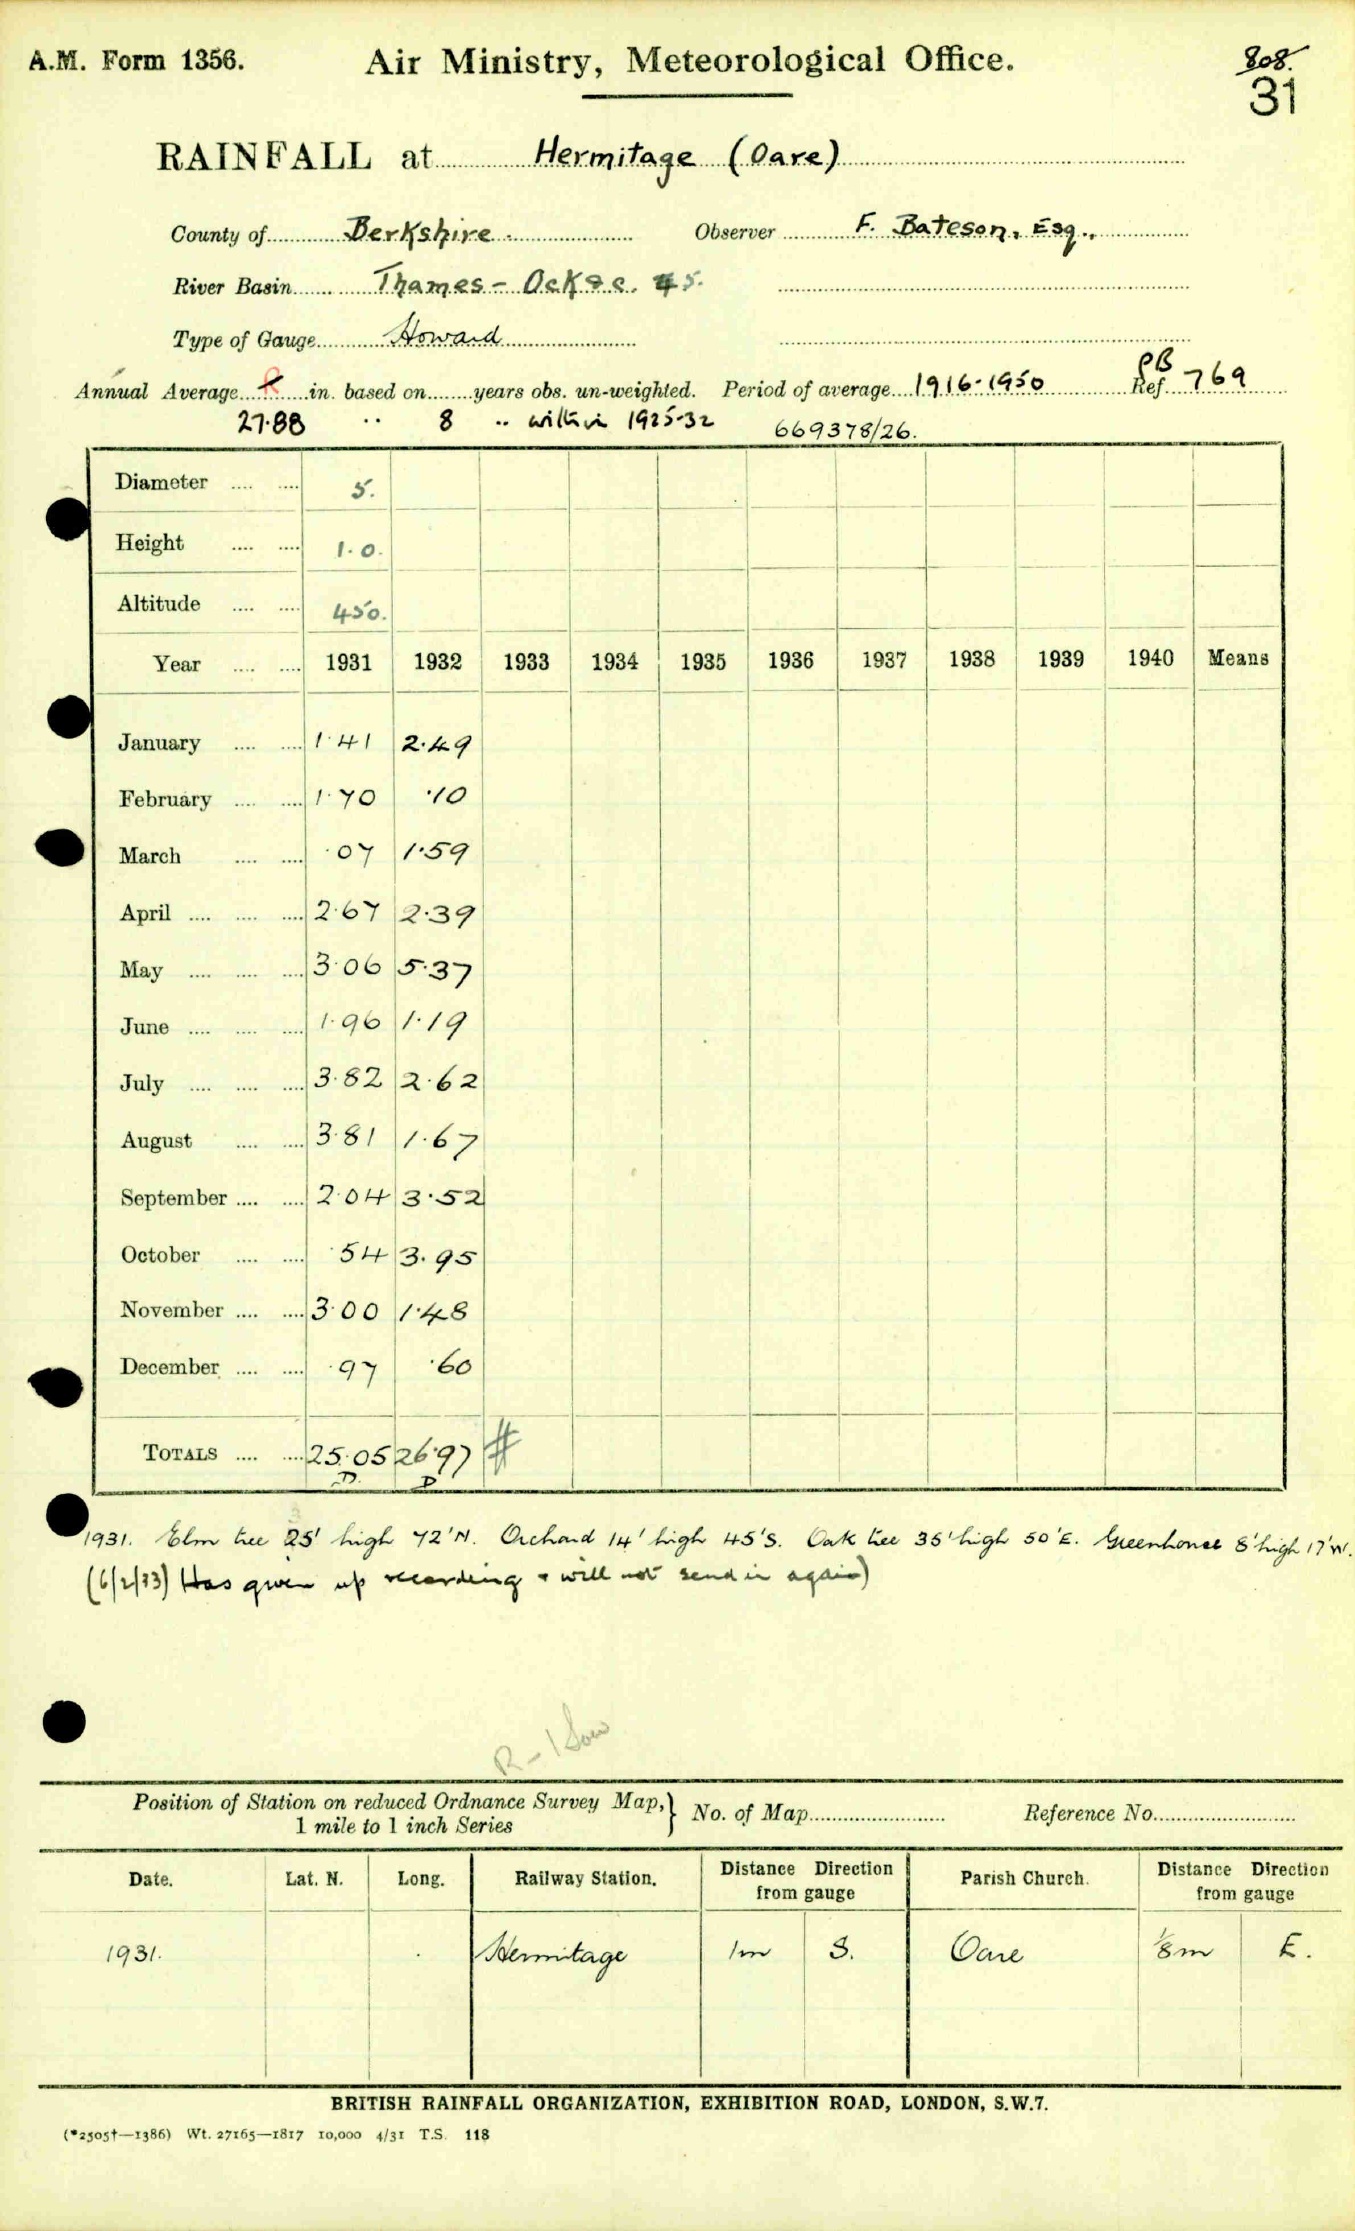 A.M. Form 1356. Air Ministry, Meteorological Office. 808.
31
RAINFALL at Hermitage (Oare)
County of Berkshire. Observer F. Bateson, Esq.,
River Basin Thames - Ock &c. 45.
Type of Gauge Howard
Annual Average in. based on years obs. un-weighted. Period of average 1916-1950 Ref. 769
PB
27.88 .. 8 .. within 1925-32 669378/26.
Diameter .... .... 5.
Height .... .... 1.0.
Altitude .... .... 450.
Year .... .... 1931 1932 1933 1934 1935 1936 1937 1938 1939 1940 Means
January .... .... 1.41 2.49
February .... .... 1.70 .10
March .... .... .07 1.59
April .... .... .... 2.67 2.39
May .... .... .... 3.06 5.37
June .... .... .... 1.96 1.19
July .... .... .... 3.82 2.62
August .... .... 3.81 1.67
September .... .... 2.04 3.52
October .... .... .54 3.95
November .... .... 3.00 1.48
December .... .... .97 .60
TOTALS .... .... 25.05 26.97 #
D. D
1931. Elm tree 25' high 72'N. Orchard 14' high 45'S. Oak tree 35' high 50'E. Greenhouse 8' high 17'W.
(6/2/33) Has given up recording & will not send in again)
Position of Station on reduced Ordnance Survey Map, } No. of Map Reference No.
1 mile to 1 inch Series
Date. Lat. N. Long. Railway Station. Distance Direction from gauge Parish Church. Distance Direction from gauge
1931. Hermitage 1m S. Oare 1/8m E.
BRITISH RAINFALL ORGANIZATION, EXHIBITION ROAD, LONDON, S.W.7.
(*2505†—1386) Wt. 27165—1817 10,000 4/31 T.S. 118